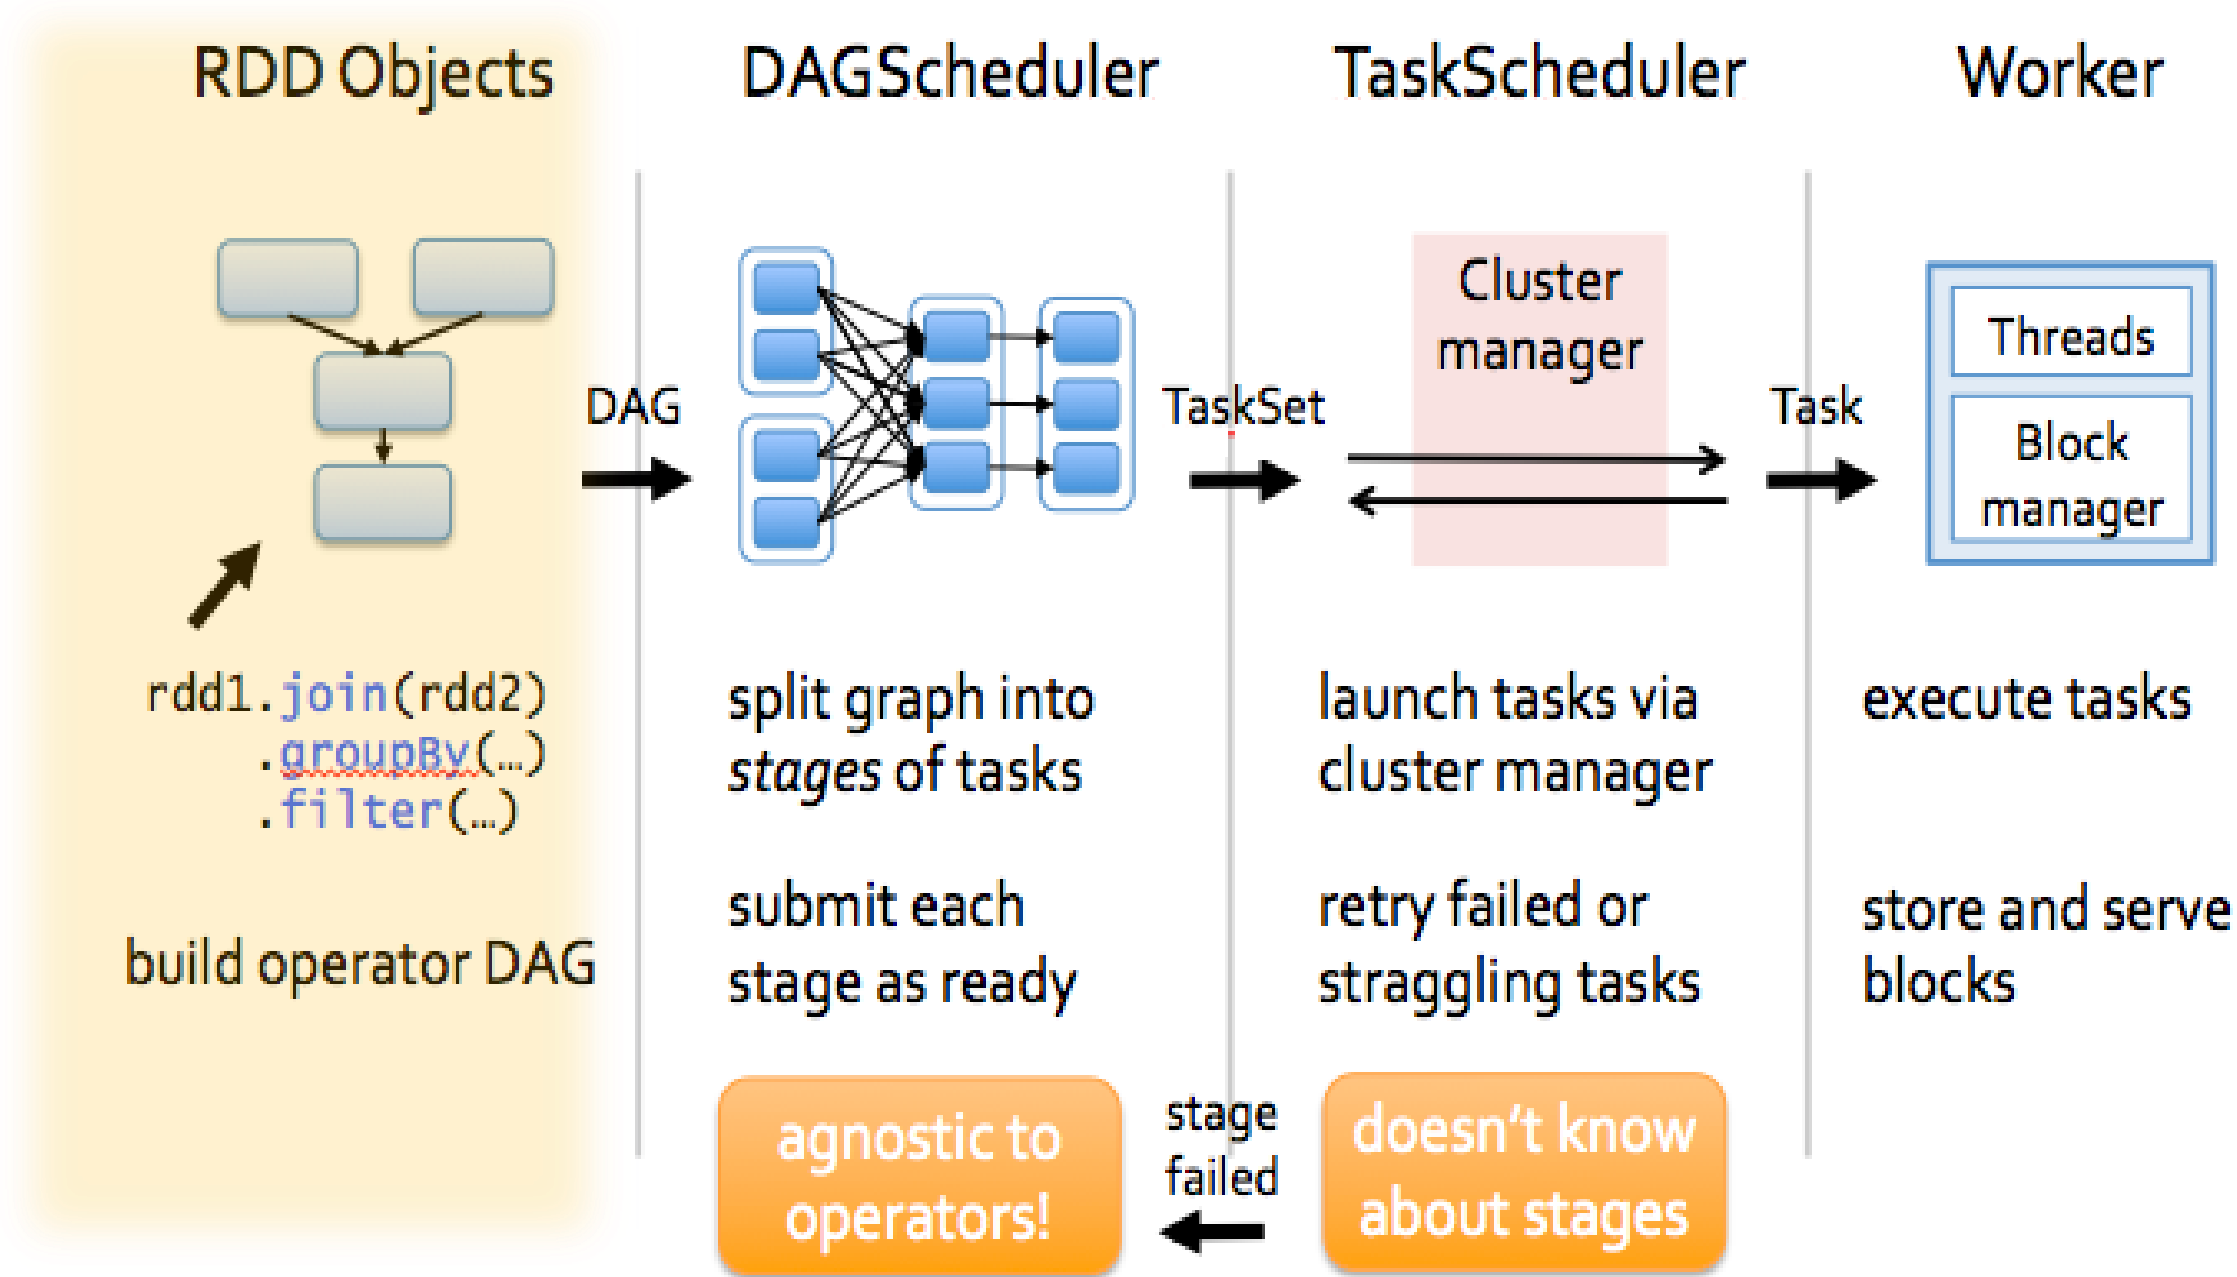 RDD Objects
DAGScheduler
TaskScheduler
Worker
DAG
TaskSet
Cluster
manager
Task
Threads
Block
manager
rdd1.join(rdd2)
.groupBy(…)
.filter(…)
build operator DAG
split graph into
stages of tasks
submit each
stage as ready
agnostic to
operators!
launch tasks via
cluster manager
retry failed or
straggling tasks
stage
failed
doesn't know
about stages
execute tasks
store and serve
blocks